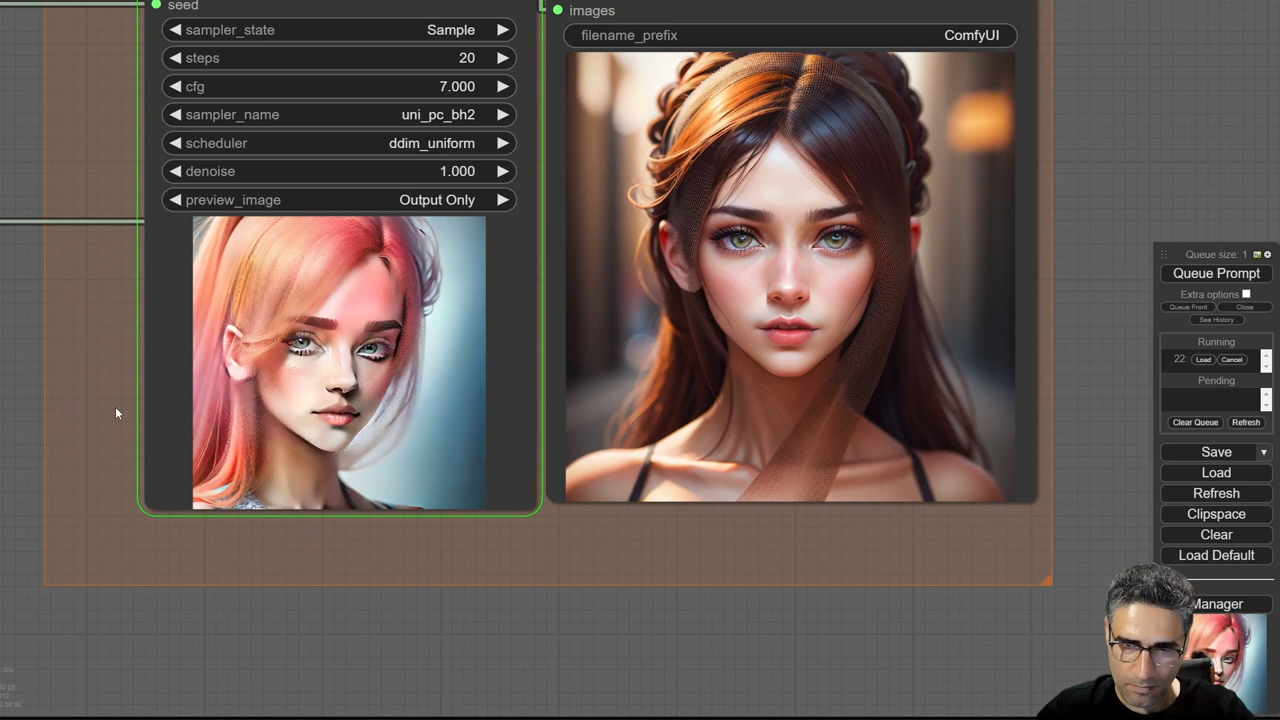 seed
sampler_state Sample
steps 20
cfg 7.000
sampler_name uni_pc_bh2
scheduler ddim_uniform
denoise 1.000
preview_image Output Only
images
filename_prefix ComfyUI
Queue size: 1
Queue Prompt
Extra options
Queue Front Close
See History
Running
22: Load Cancel
Pending
Clear Queue Refresh
Save
Load
Refresh
Clipspace
Clear
Load Default
Manager